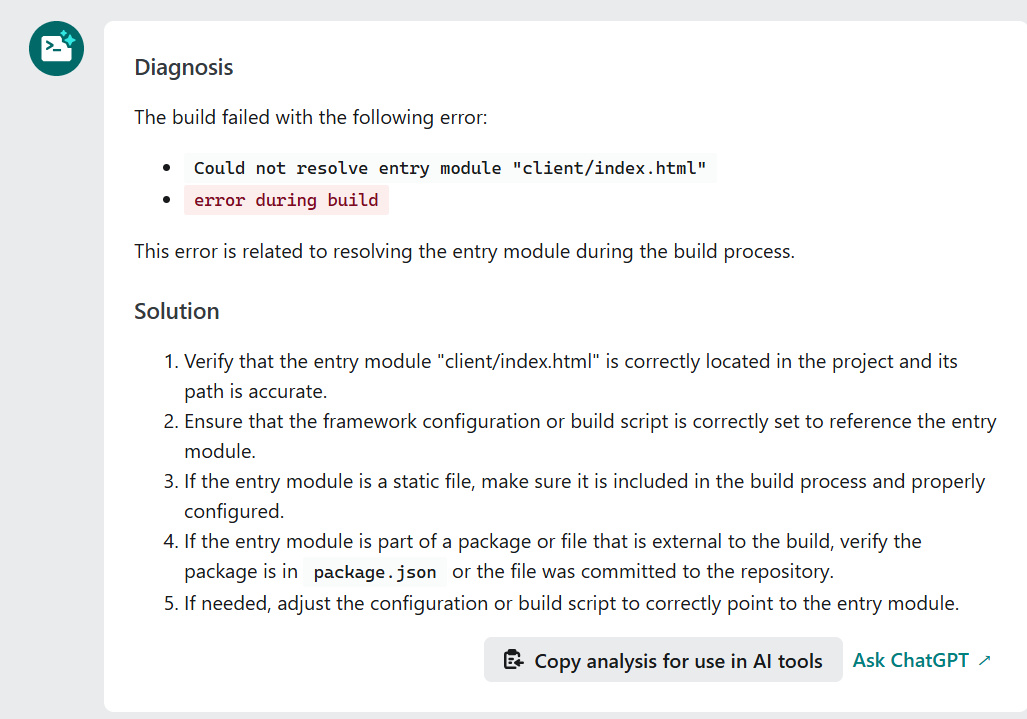 Diagnosis
The build failed with the following error:
• Could not resolve entry module "client/index.html"
• error during build
This error is related to resolving the entry module during the build process.
Solution
1. Verify that the entry module "client/index.html" is correctly located in the project and its
path is accurate.
2. Ensure that the framework configuration or build script is correctly set to reference the entry
module.
3. If the entry module is a static file, make sure it is included in the build process and properly
configured.
4. If the entry module is part of a package or file that is external to the build, verify the
package is in package.json or the file was committed to the repository.
5. If needed, adjust the configuration or build script to correctly point to the entry module.
Copy analysis for use in AI tools Ask ChatGPT ↗